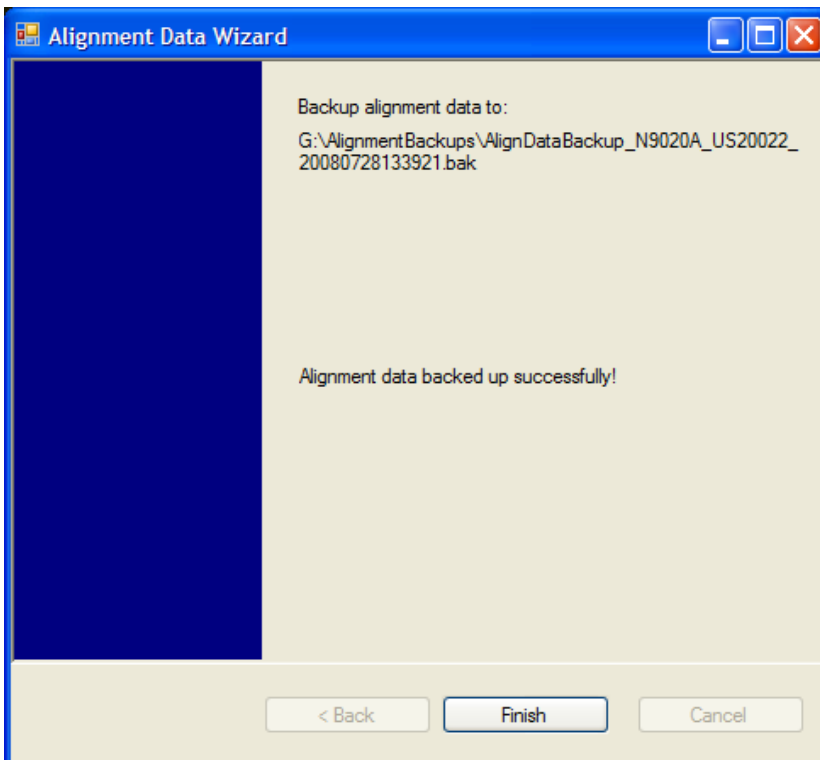 Alignment Data Wizard
Backup alignment data to:
G:\AlignmentBackups\AlignDataBackup_N9020A_US20022_
20080728133921.bak
Alignment data backed up successfully!
< Back
Finish
Cancel